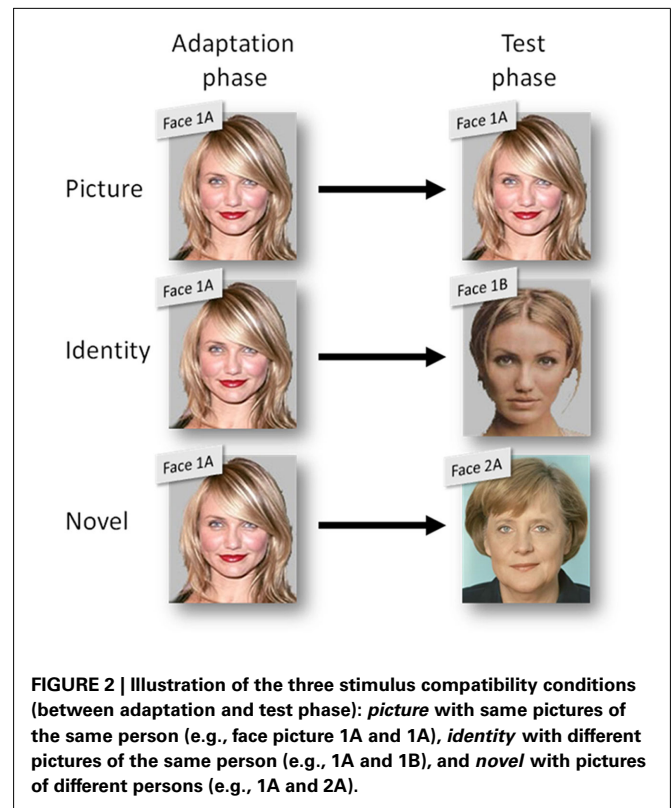 Adaptation
phase
Test
phase
Picture
Face 1A
Face 1A
Identity
Face 1A
Face 1B
Novel
Face 1A
Face 2A
FIGURE 2 | Illustration of the three stimulus compatibility conditions
(between adaptation and test phase): picture with same pictures of
the same person (e.g., face picture 1A and 1A), identity with different
pictures of the same person (e.g., 1A and 1B), and novel with pictures
of different persons (e.g., 1A and 2A).